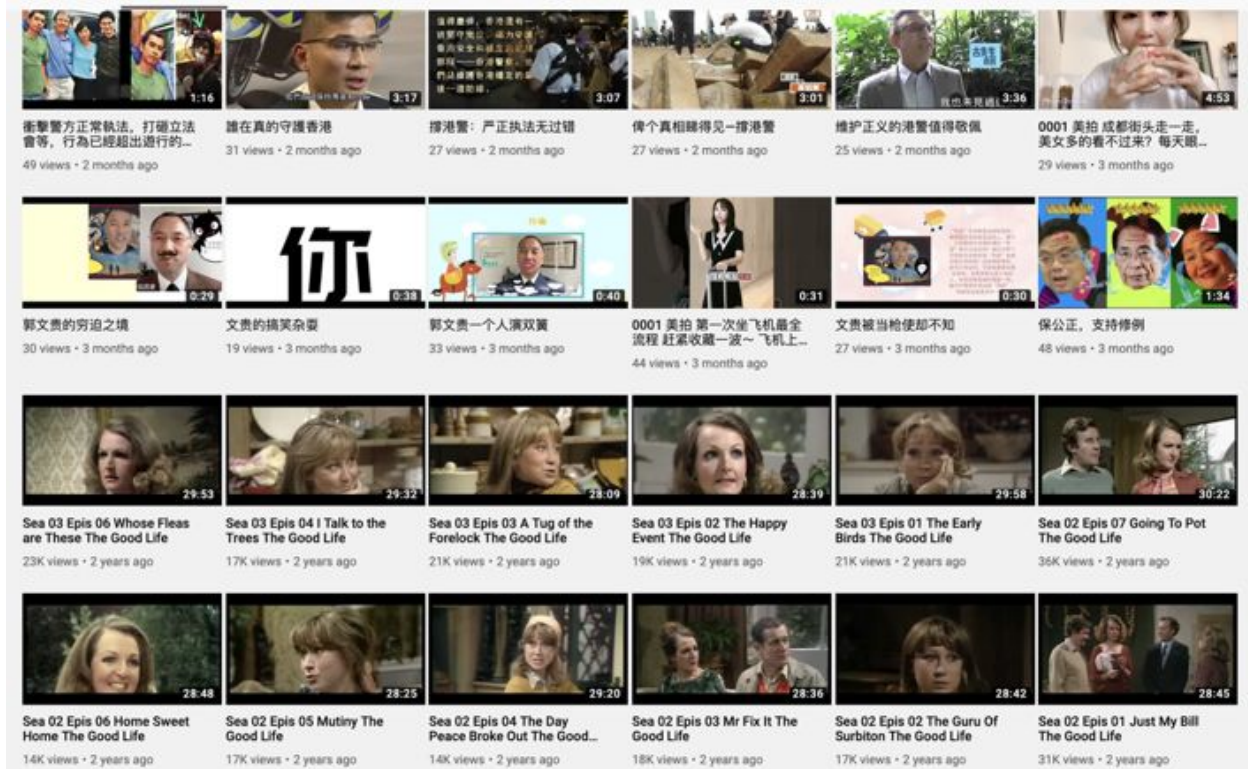 1:16
3:17
3:07
3:01
我也来見過
3:36
4:53
衝擊警方正常執法，打砸立法
會等，行為已經超出遊行的...
49 views • 2 months ago
誰在真的守護香港
31 views • 2 months ago
撐港警：严正执法无过错
27 views • 2 months ago
俾个真相睇得见—撐港警
27 views • 2 months ago
维护正义的港警值得敬佩
25 views • 2 months ago
0001 美拍 成都街头走一走，
美女多的看不过来？每天眼...
29 views • 3 months ago
0:29
你
0:38
0:40
0:31
0:30
1:34
郭文贵的穷迫之境
30 views • 3 months ago
文贵的搞笑杂耍
19 views • 3 months ago
郭文贵一个人演双簧
33 views • 3 months ago
0001 美拍 第一次坐飞机最全
流程 赶紧收藏一波～ 飞机上...
44 views • 3 months ago
文贵被当枪使却不知
27 views • 3 months ago
保公正，支持修例
48 views • 3 months ago
29:53
29:32
28:09
28:39
29:58
30:22
Sea 03 Epis 06 Whose Fleas
are These The Good Life
23K views • 2 years ago
Sea 03 Epis 04 I Talk to the
Trees The Good Life
17K views • 2 years ago
Sea 03 Epis 03 A Tug of the
Forelock The Good Life
21K views • 2 years ago
Sea 03 Epis 02 The Happy
Event The Good Life
19K views • 2 years ago
Sea 03 Epis 01 The Early
Birds The Good Life
21K views • 2 years ago
Sea 02 Epis 07 Going To Pot
The Good Life
36K views • 2 years ago
28:48
28:25
29:20
28:36
28:42
28:45
Sea 02 Epis 06 Home Sweet
Home The Good Life
14K views • 2 years ago
Sea 02 Epis 05 Mutiny The
Good Life
17K views • 2 years ago
Sea 02 Epis 04 The Day
Peace Broke Out The Good...
14K views • 2 years ago
Sea 02 Epis 03 Mr Fix It The
Good Life
18K views • 2 years ago
Sea 02 Epis 02 The Guru Of
Surbiton The Good Life
17K views • 2 years ago
Sea 02 Epis 01 Just My Bill
The Good Life
31K views • 2 years ago